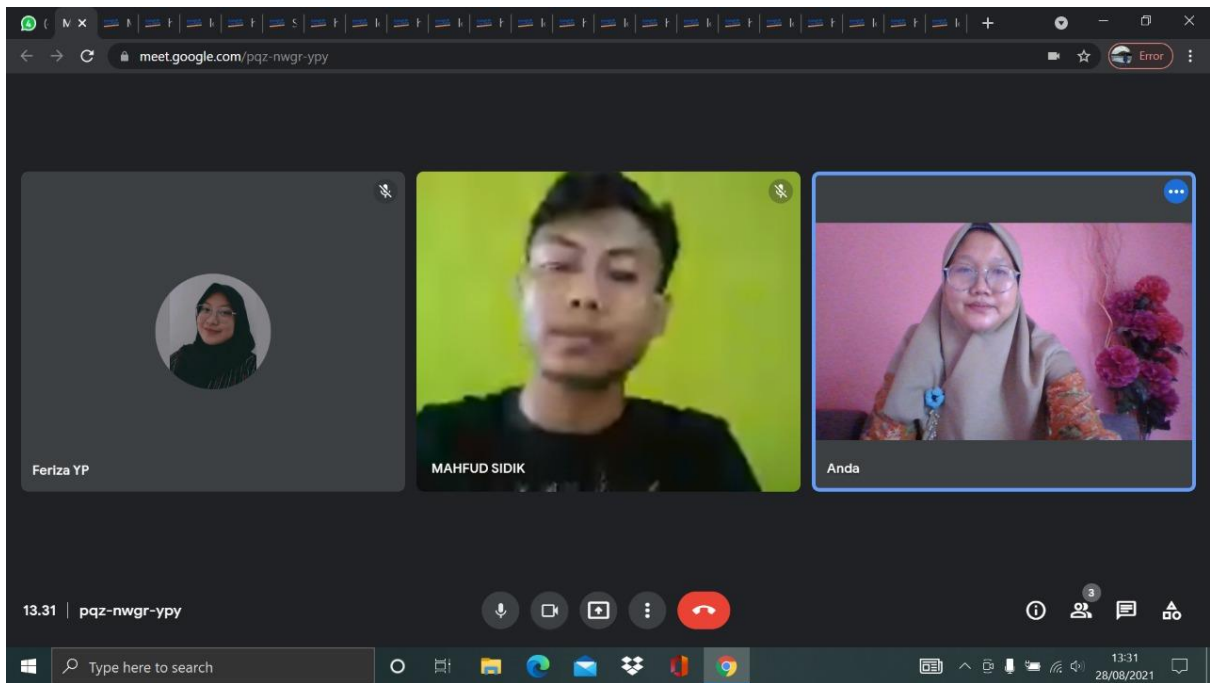 meet.google.com/pqz-nwgr-ypy
Error
Feriza YP
MAHFUD SIDIK
Anda
13.31 | pqz-nwgr-ypy
3
Type here to search
13:31
28/08/2021